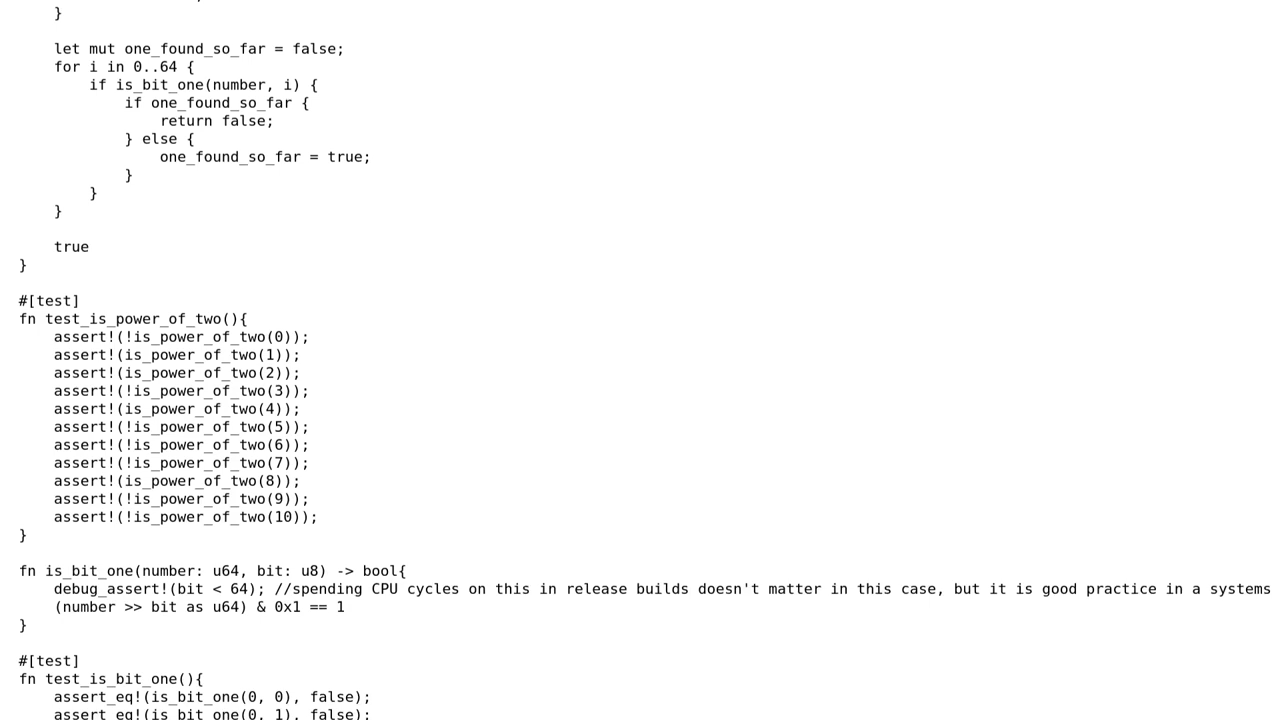 }

    let mut one_found_so_far = false;
    for i in 0..64 {
        if is_bit_one(number, i) {
            if one_found_so_far {
                return false;
            } else {
                one_found_so_far = true;
            }
        }
    }

    true
}

#[test]
fn test_is_power_of_two(){
    assert!(!is_power_of_two(0));
    assert!(is_power_of_two(1));
    assert!(is_power_of_two(2));
    assert!(!is_power_of_two(3));
    assert!(is_power_of_two(4));
    assert!(!is_power_of_two(5));
    assert!(!is_power_of_two(6));
    assert!(!is_power_of_two(7));
    assert!(is_power_of_two(8));
    assert!(!is_power_of_two(9));
    assert!(!is_power_of_two(10));
}

fn is_bit_one(number: u64, bit: u8) -> bool{
    debug_assert!(bit < 64); //spending CPU cycles on this in release builds doesn't matter in this case, but it is good practice in a systems
    (number >> bit as u64) & 0x1 == 1
}

#[test]
fn test_is_bit_one(){
    assert_eq!(is_bit_one(0, 0), false);
    assert_eq!(is_bit_one(0, 1), false);